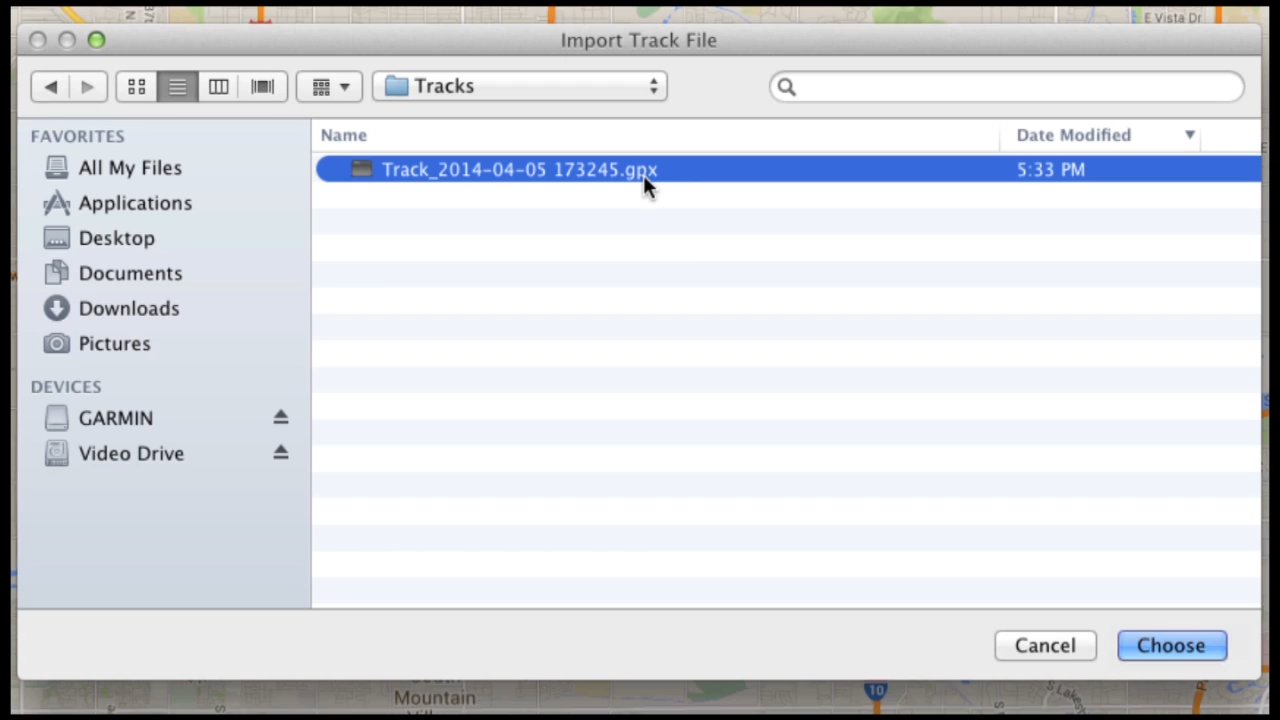 E Vista Dr
Import Track File
Tracks
FAVORITES
All My Files
Applications
Desktop
Documents
Downloads
Pictures
DEVICES
GARMIN
Video Drive
Name
Date Modified
Track_2014-04-05 173245.gpx
5:33 PM
Cancel
Choose
Mountain
10